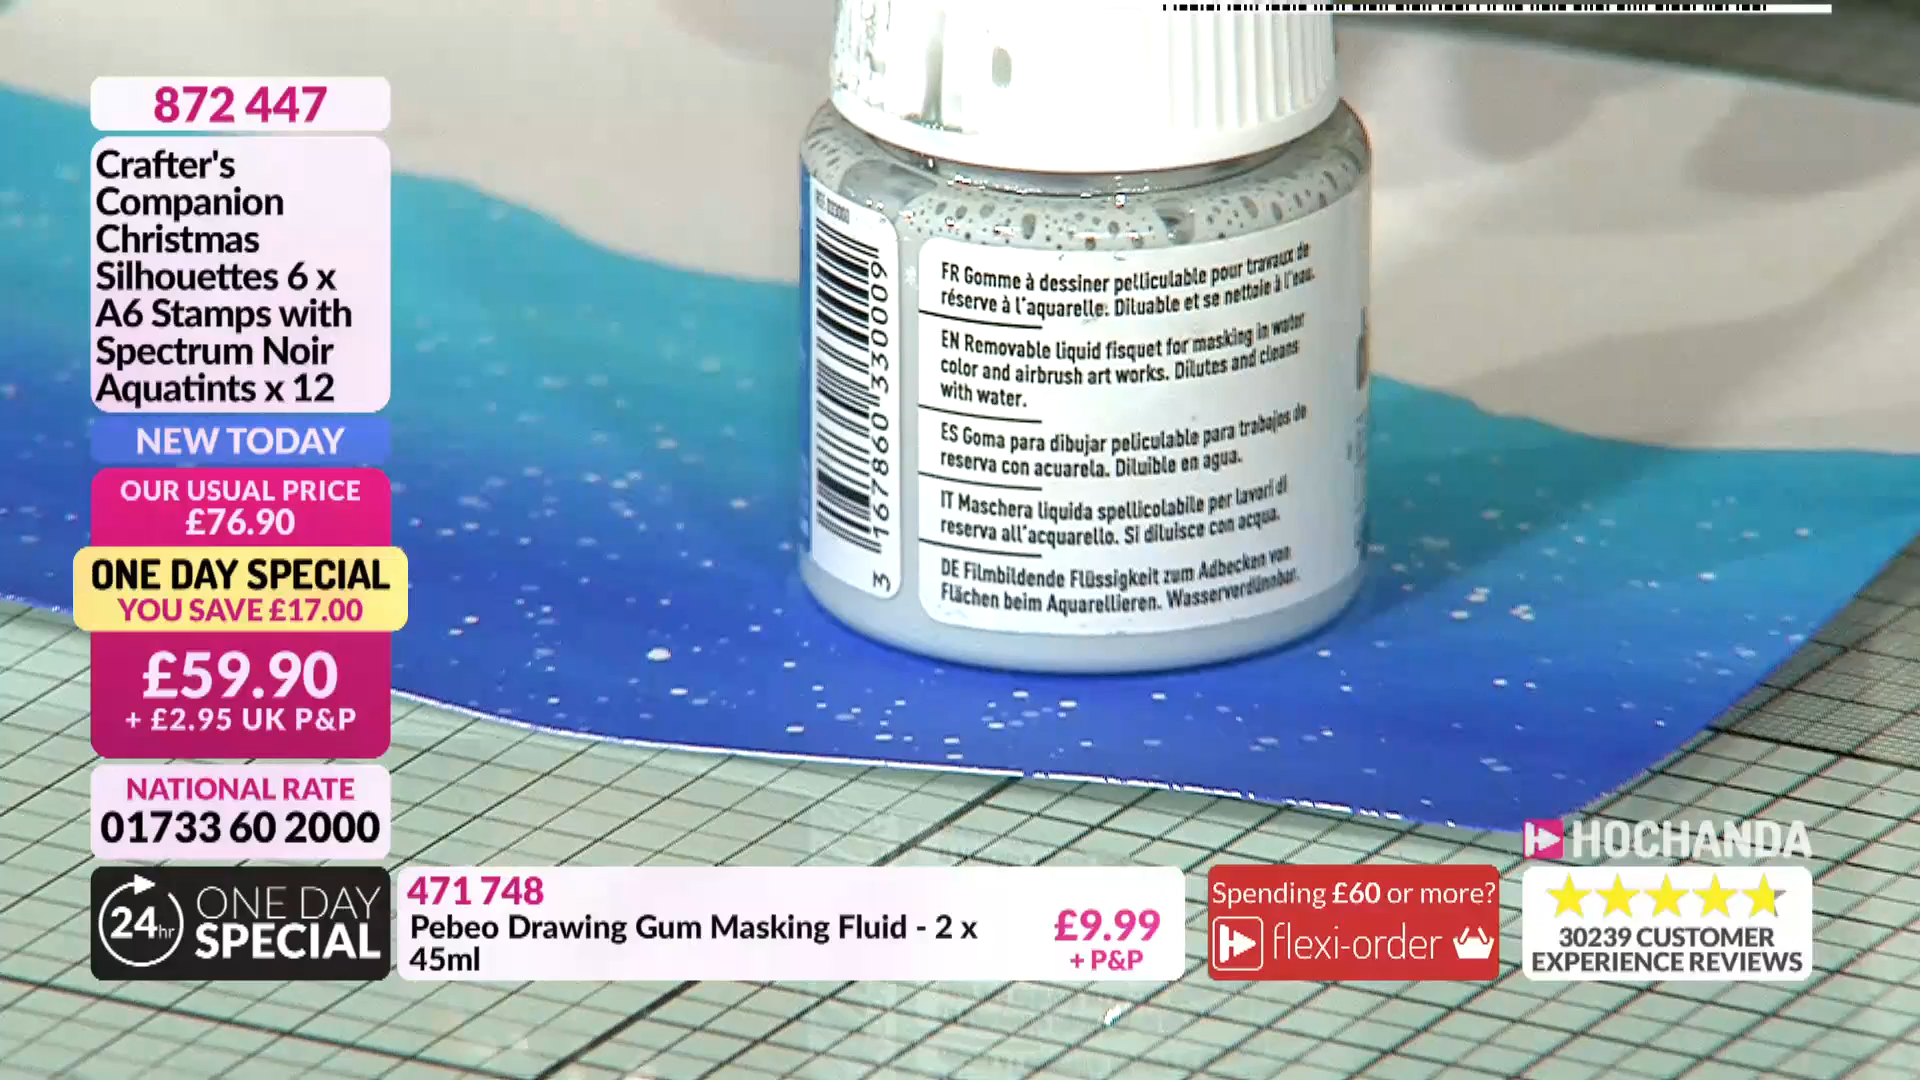 872 447
Crafter's
Companion
Christmas
Silhouettes 6 x
A6 Stamps with
Spectrum Noir
Aquatints x 12
NEW TODAY
OUR USUAL PRICE
£76.90
ONE DAY SPECIAL
YOU SAVE £17.00
£59.90
+ £2.95 UK P&P
NATIONAL RATE
01733 60 2000
24hr
ONE DAY
SPECIAL
471 748
Pebeo Drawing Gum Masking Fluid - 2 x
45ml
£9.99
+ P&P
Spending £60 or more?
flexi-order
HOCHANDA
30239 CUSTOMER
EXPERIENCE REVIEWS
3 167860 330009
FR Gomme à dessiner pelliculable pour travaux de
réserve à l'aquarelle. Diluable et se nettoie à l'eau.
EN Removable liquid fisquet for masking in water
color and airbrush art works. Dilutes and cleans
with water.
ES Goma para dibujar peliculable para trabajos de
reserva con acuarela. Diluible en agua.
IT Maschera liquida spellicolabile per lavori di
reserva all'acquarello. Si diluisce con acqua.
DE Filmbildende Flüssigkeit zum Adbecken von
Flächen beim Aquarellieren. Wasserverdünnbar.